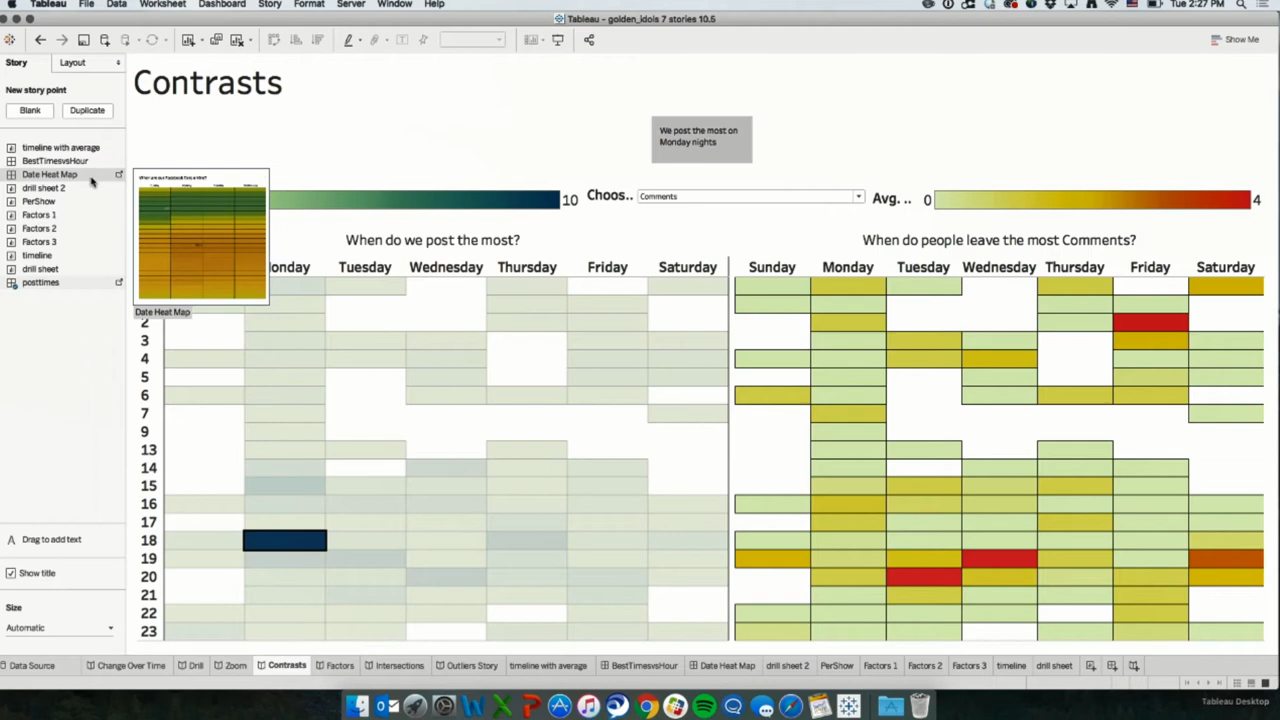 Tableau File Data Worksheet Dashboard Story Format Server Window Help Tue 2:27 PM
Tableau - golden_idols 7 stories 10.5
Show Me
Story Layout
New story point
Blank Duplicate
timeline with average
BestTimesvsHour
Date Heat Map
drill sheet 2
PerShow
Factors 1
Factors 2
Factors 3
timeline
drill sheet
posttimes
Drag to add text
Show title
Size
Automatic
Contrasts
We post the most on
Monday nights
Date Heat Map
10 Choos.. Comments Avg. .. 0 4
When do we post the most? When do people leave the most Comments?
onday Tuesday Wednesday Thursday Friday Saturday Sunday Monday Tuesday Wednesday Thursday Friday Saturday
2
3
4
5
6
7
9
13
14
15
16
17
18
19
20
21
22
23
Data Source Change Over Time Drill Zoom Contrasts Factors Intersections Outliers Story timeline with average BestTimesvsHour Date Heat Map drill sheet 2 PerShow Factors 1 Factors 2 Factors 3 timeline drill sheet
Tableau Desktop